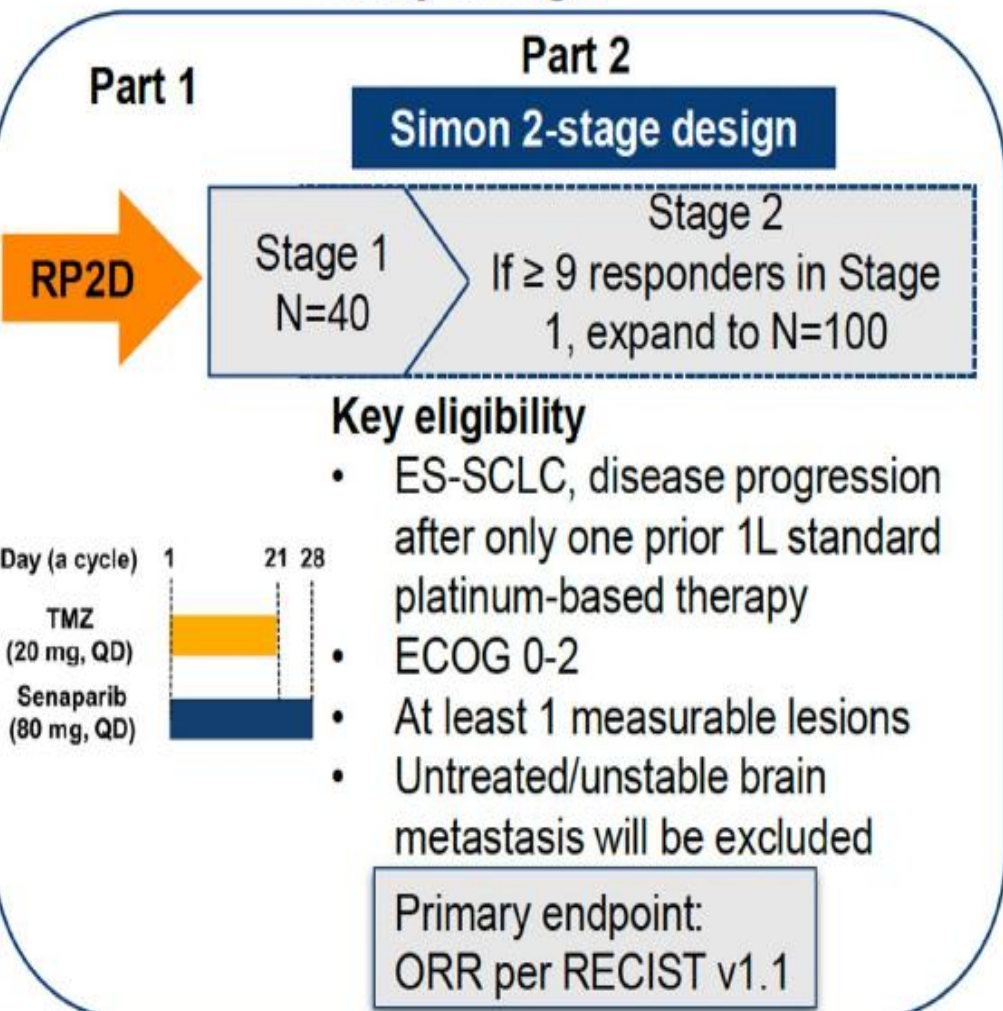 Part 1
Part 2
Simon 2-stage design
RP2D
Stage 1
N=40
Stage 2
If ≥ 9 responders in Stage
1, expand to N=100
Key eligibility
• ES-SCLC, disease progression
after only one prior 1L standard
platinum-based therapy
• ECOG 0-2
• At least 1 measurable lesions
• Untreated/unstable brain
metastasis will be excluded
Day (a cycle) 1 21 28
TMZ
(20 mg, QD)
Senaparib
(80 mg, QD)
Primary endpoint:
ORR per RECIST v1.1